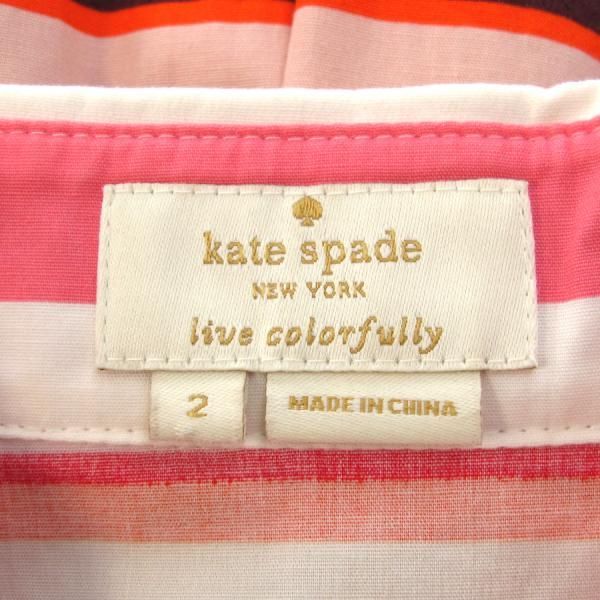 kate spade
NEW YORK
live colorfully
2
MADE IN CHINA